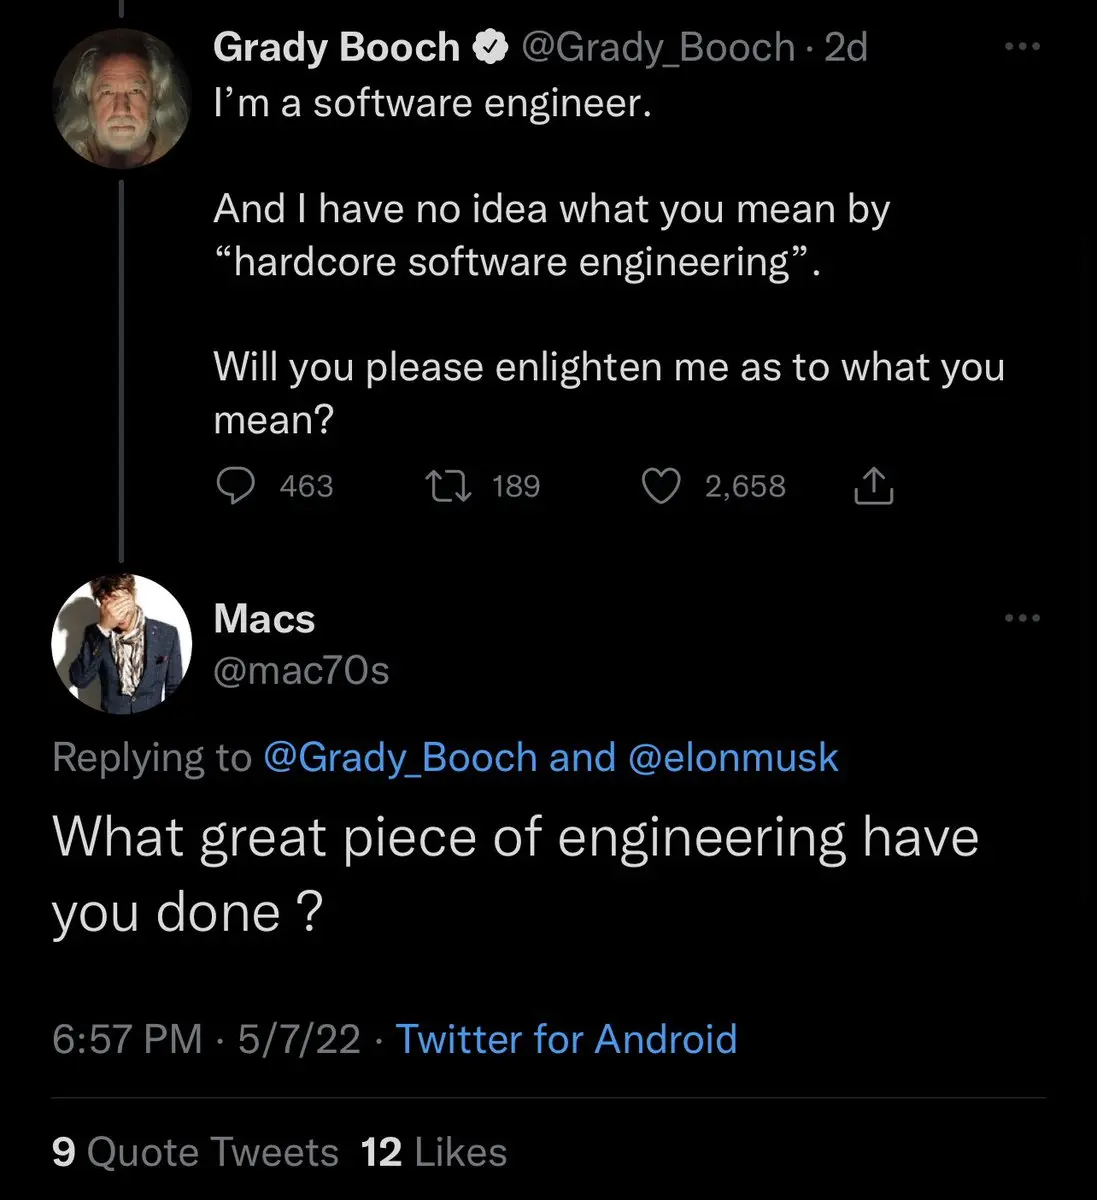 Grady Booch @Grady_Booch · 2d
I’m a software engineer.
And I have no idea what you mean by
“hardcore software engineering”.
Will you please enlighten me as to what you
mean?
463 189 2,658
Macs
@mac70s
Replying to @Grady_Booch and @elonmusk
What great piece of engineering have
you done ?
6:57 PM · 5/7/22 · Twitter for Android
9 Quote Tweets 12 Likes